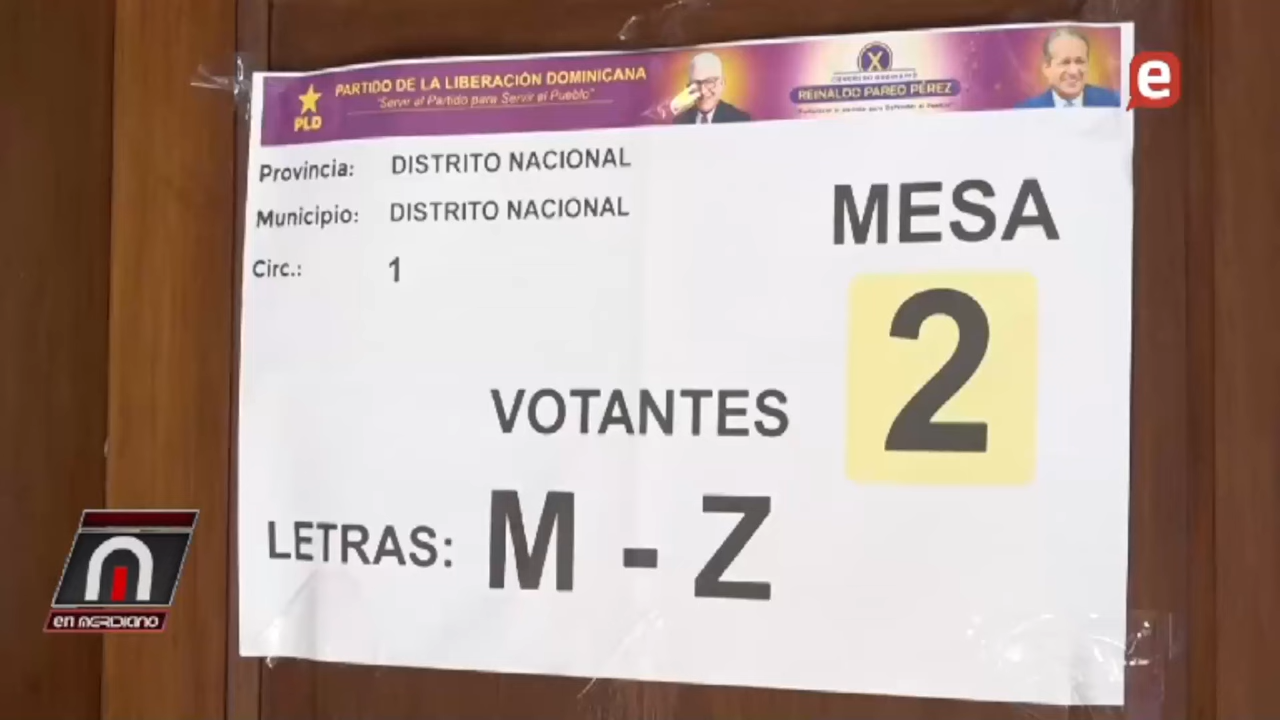 PARTIDO DE LA LIBERACIÓN DOMINICANA
"Servir al Partido para Servir al Pueblo"
PLD
X
REINALDO PARED PÉREZ
e
Provincia: DISTRITO NACIONAL
Municipio: DISTRITO NACIONAL
Circ.: 1
MESA
2
VOTANTES
LETRAS: M - Z
en MERIDIANO